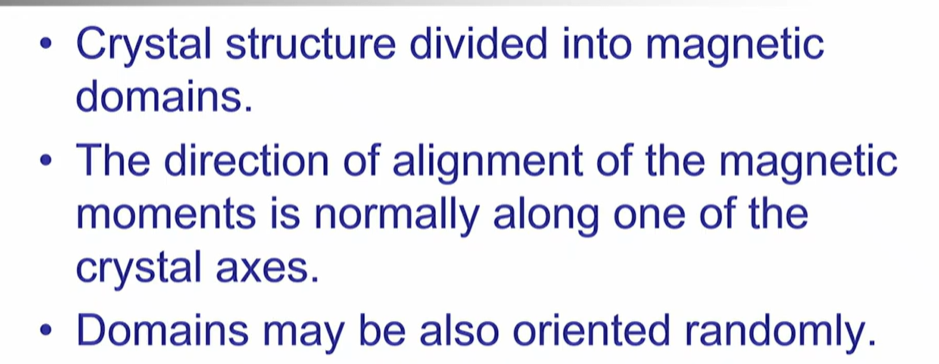 • Crystal structure divided into magnetic
domains.
• The direction of alignment of the magnetic
moments is normally along one of the
crystal axes.
• Domains may be also oriented randomly.